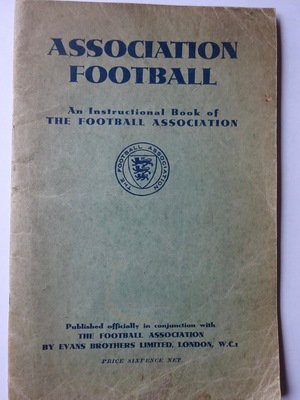 ASSOCIATION
FOOTBALL
An Instructional Book of
THE FOOTBALL ASSOCIATION
THE FOOTBALL ASSOCIATION
Published officially in conjunction with
THE FOOTBALL ASSOCIATION
BY EVANS BROTHERS LIMITED, LONDON, W.C.1
PRICE SIXPENCE NET